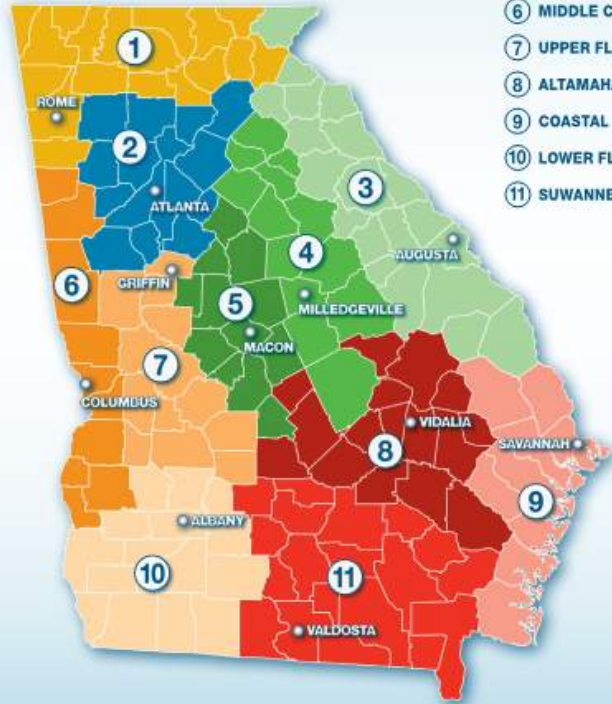 6 MIDDLE C
7 UPPER FL
8 ALTAMAHA
9 COASTAL
10 LOWER FL
11 SUWANNE
1
ROME
2
ATLANTA
3
AUGUSTA
4
GRIFFIN
6
5
MILLEDGEVILLE
MACON
7
COLUMBUS
VIDALIA
SAVANNAH
8
9
ALBANY
10
11
VALDOSTA